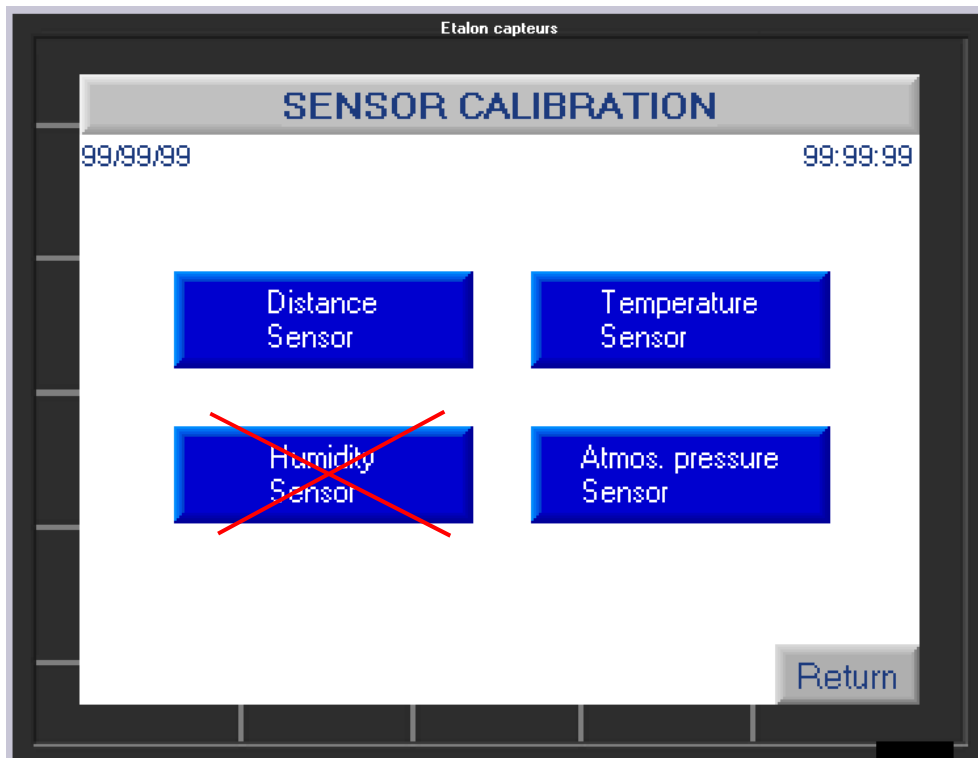 Etalon capteurs
SENSOR CALIBRATION
99/99/99
99:99:99
Distance
Sensor
Temperature
Sensor
Humidity
Sensor
Atmos. pressure
Sensor
Return